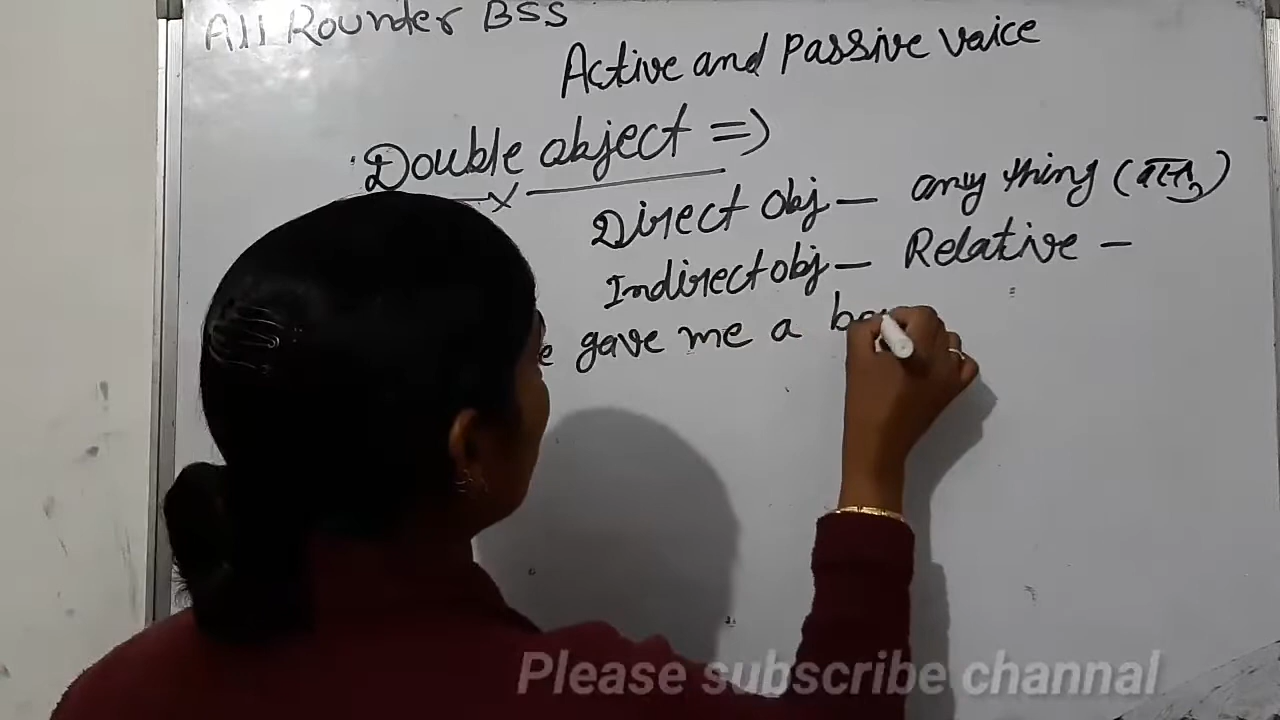 All Rounder BSS
Active and Passive Vaice
Double object =>
Direct obj — any thing (वस्तु)
Indirect obj — Relative —
gave me a
Please subscribe channal